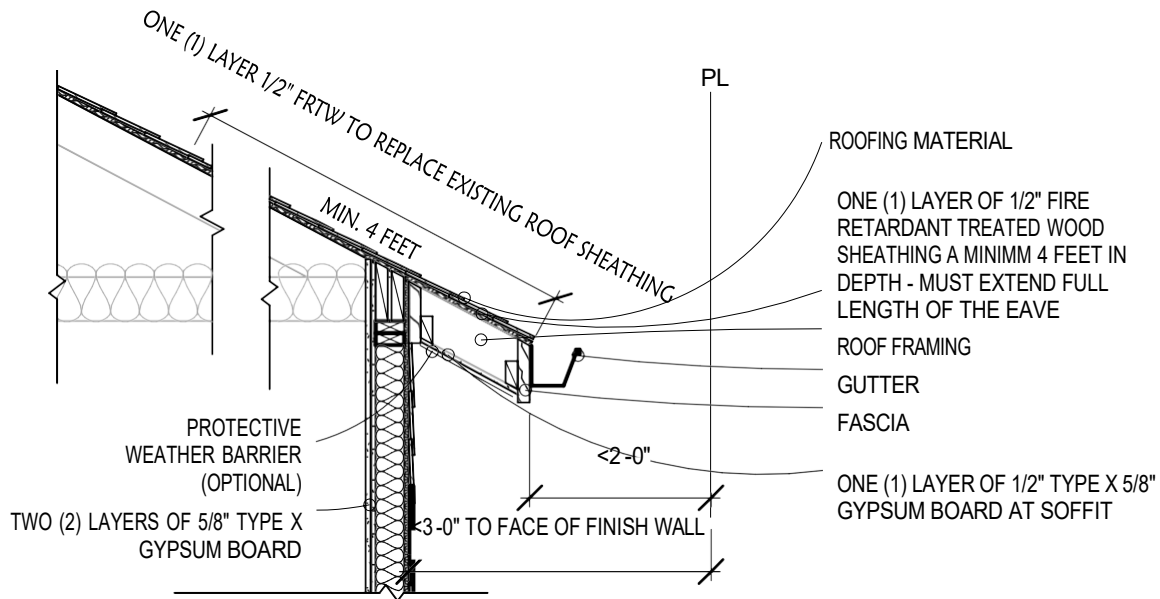 ONE (1) LAYER 1/2" FRTW TO REPLACE EXISTING ROOF SHEATHING
MIN. 4 FEET
PL
ROOFING MATERIAL
ONE (1) LAYER OF 1/2" FIRE
RETARDANT TREATED WOOD
SHEATHING A MINIMM 4 FEET IN
DEPTH - MUST EXTEND FULL
LENGTH OF THE EAVE
ROOF FRAMING
GUTTER
FASCIA
ONE (1) LAYER OF 1/2" TYPE X 5/8"
GYPSUM BOARD AT SOFFIT
PROTECTIVE
WEATHER BARRIER
(OPTIONAL)
TWO (2) LAYERS OF 5/8" TYPE X
GYPSUM BOARD
<2 -0"
<3 -0" TO FACE OF FINISH WALL